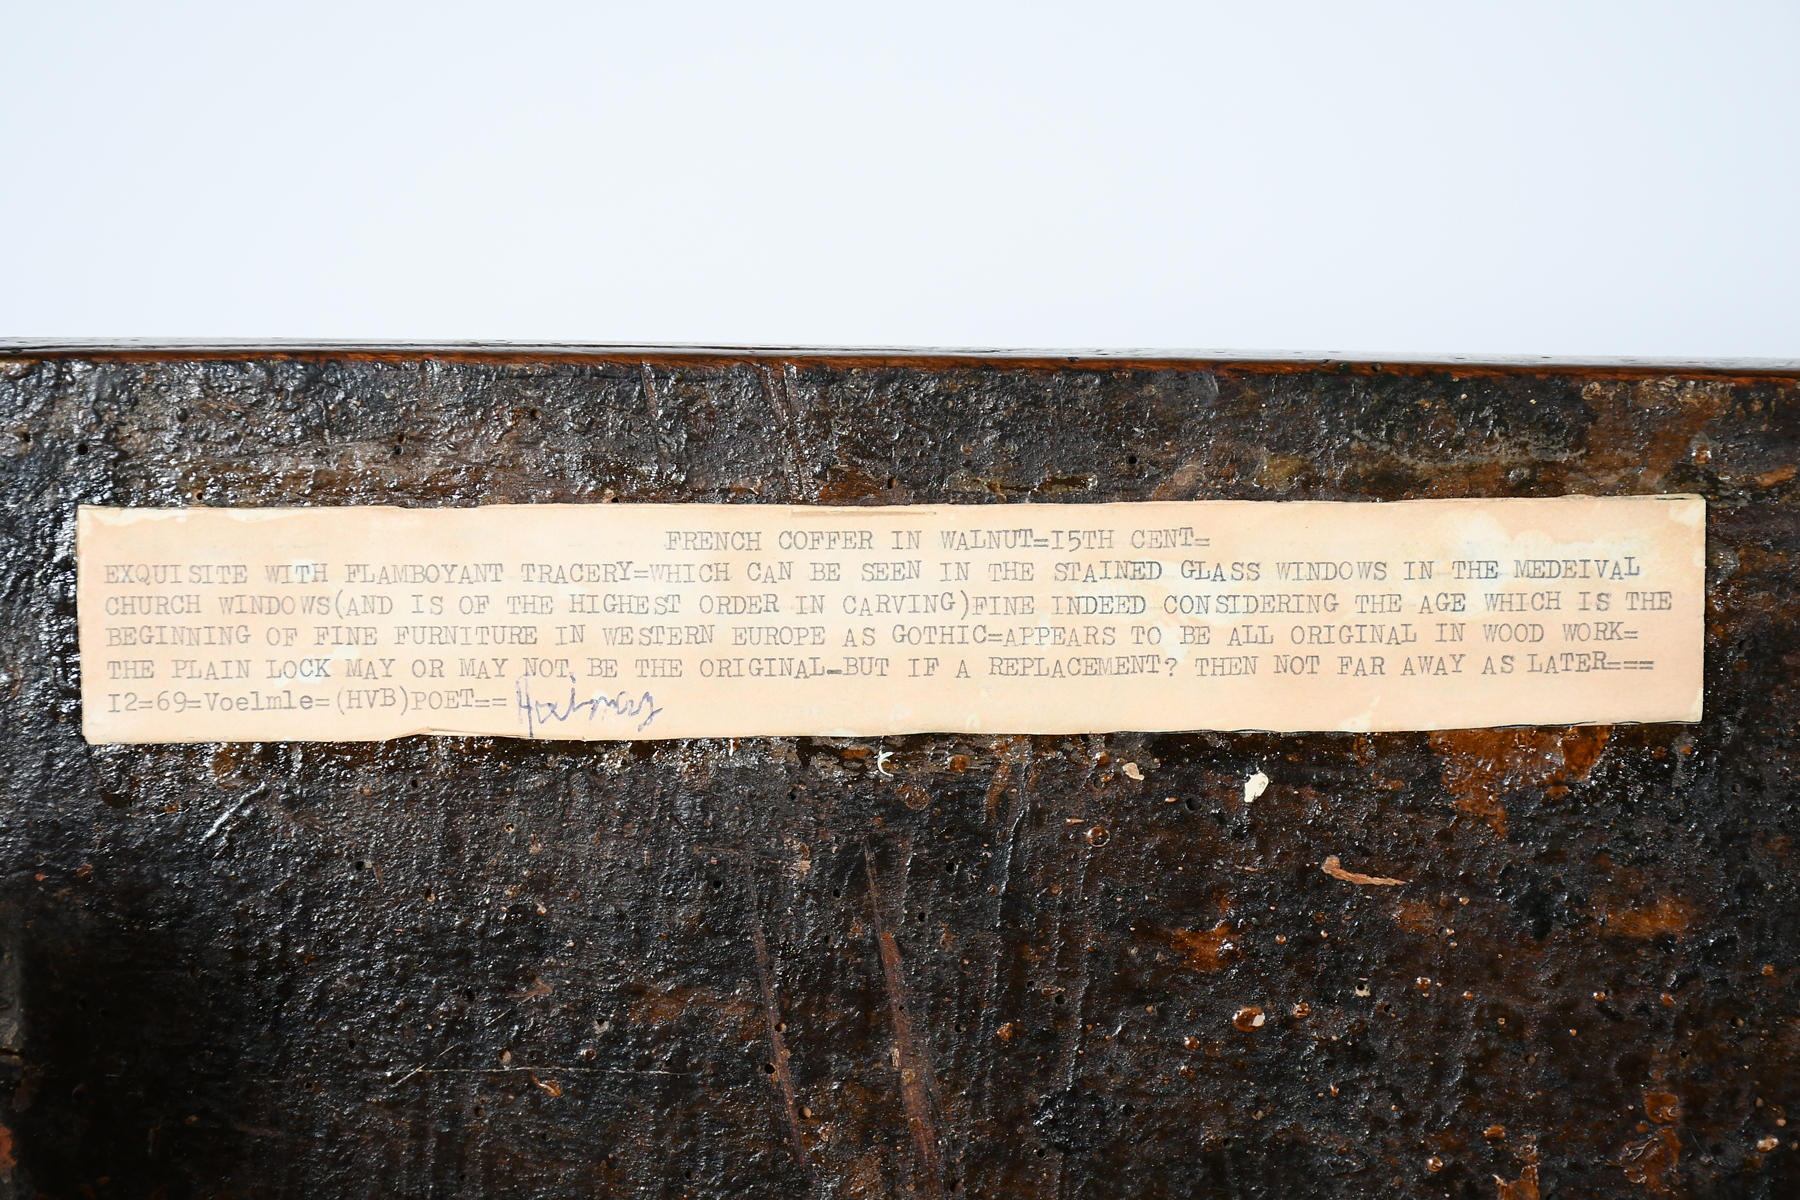 FRENCH COFFER IN WALNUT=I5TH CENT=
EXQUISITE WITH FLAMBOYANT TRACERY=WHICH CAN BE SEEN IN THE STAINED GLASS WINDOWS IN THE MEDEIVAL
CHURCH WINDOWS(AND IS OF THE HIGHEST ORDER IN CARVING)FINE INDEED CONSIDERING THE AGE WHICH IS THE
BEGINNING OF FINE FURNITURE IN WESTERN EUROPE AS GOTHIC=APPEARS TO BE ALL ORIGINAL IN WOOD WORK=
THE PLAIN LOCK MAY OR MAY NOT BE THE ORIGINAL-BUT IF A REPLACEMENT? THEN NOT FAR AWAY AS LATER===
I2=69=Voelmle=(HVB)POET==